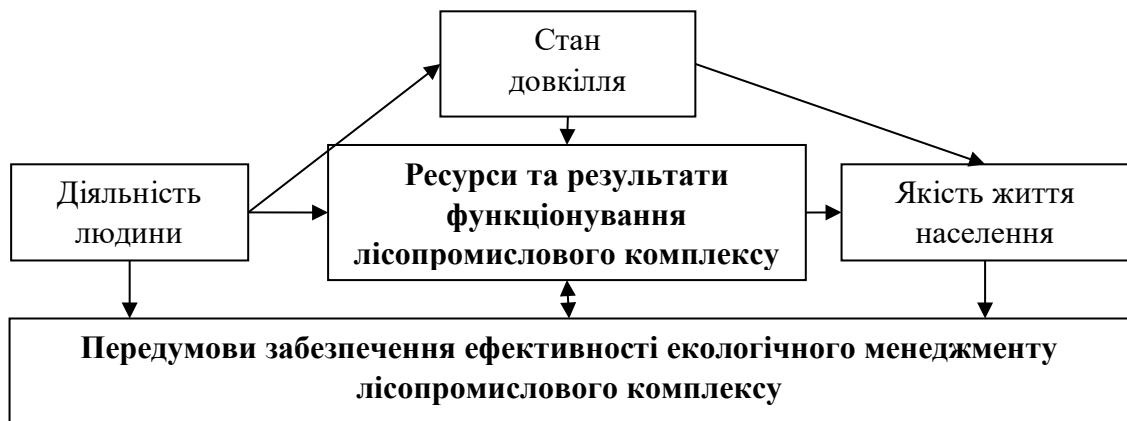 Стан
довкілля
Діяльність
людини
Ресурси та результати
функціонування
лісопромислового комплексу
Якість життя
населення
Передумови забезпечення ефективності екологічного менеджменту
лісопромислового комплексу